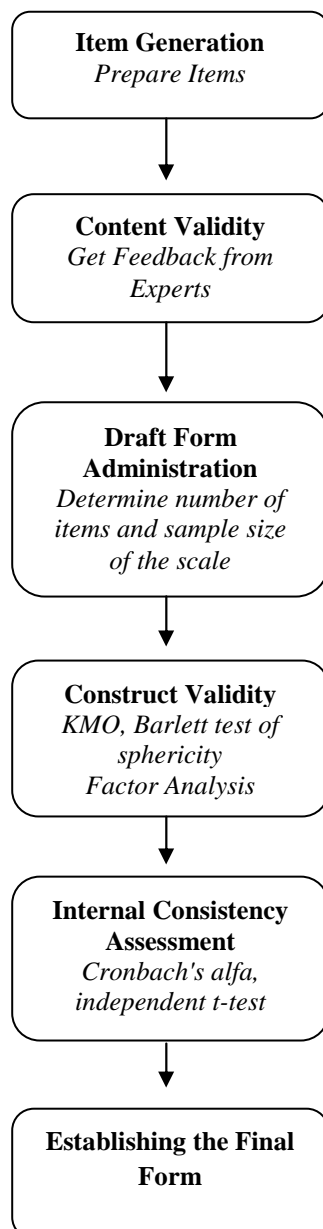 Item Generation
Prepare Items
Content Validity
Get Feedback from
Experts
Draft Form
Administration
Determine number of
items and sample size
of the scale
Construct Validity
KMO, Barlett test of
sphericity
Factor Analysis
Internal Consistency
Assessment
Cronbach's alfa,
independent t-test
Establishing the Final
Form